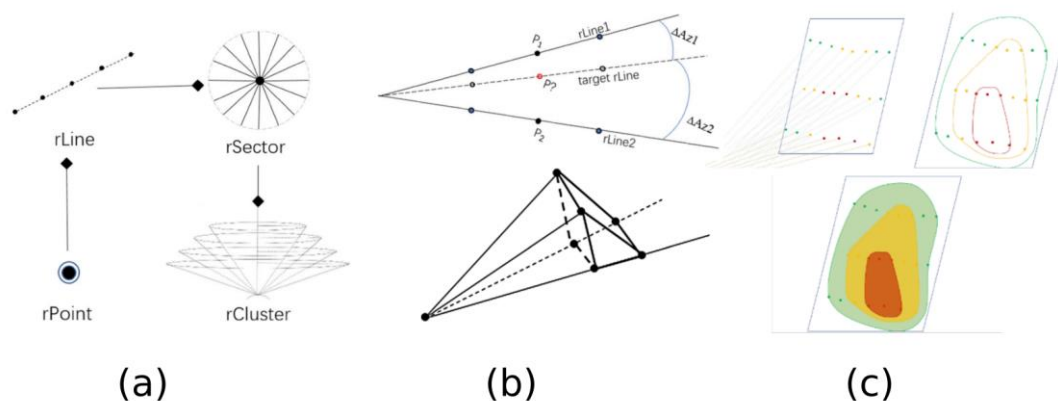 rLine
rSector
rPoint
rCluster
P1
rLine1
ΔAz1
P?
target rLine
P2
rLine2
ΔAz2
(a)
(b)
(c)